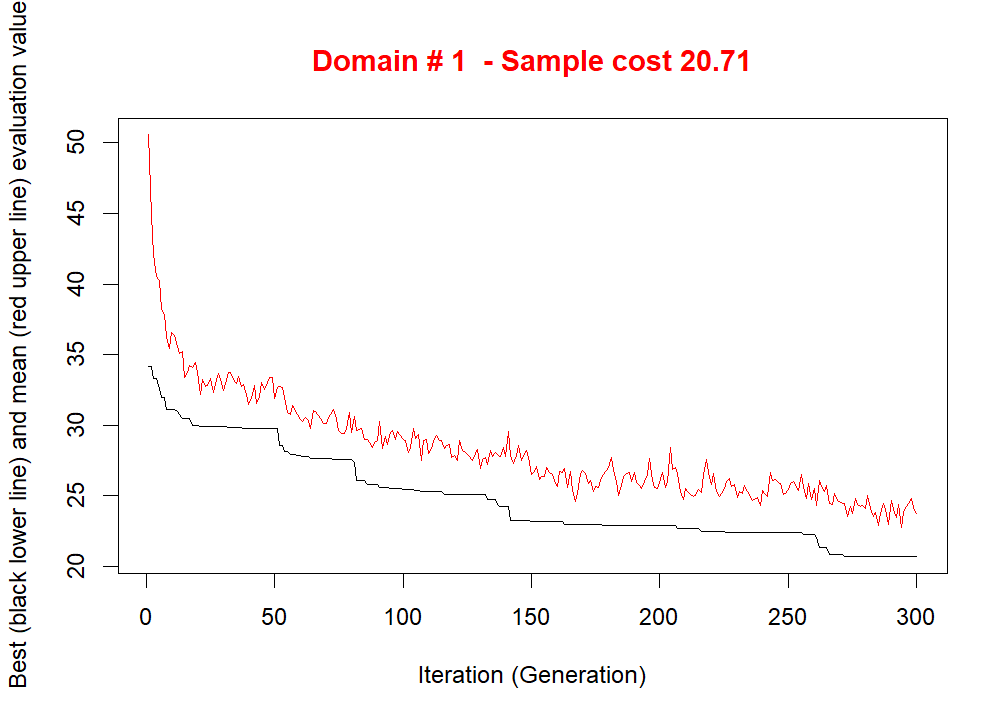 Domain # 1  - Sample cost 20.71
Best (black lower line) and mean (red upper line) evaluation value
50
45
40
35
30
25
20
0 50 100 150 200 250 300
Iteration (Generation)